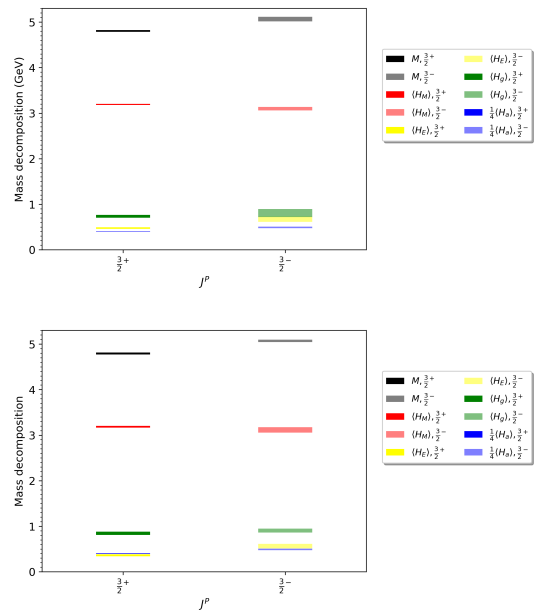 5
4
3
2
1
0
Mass decomposition (GeV)
3/2 +
3/2 −
J^P
M, 3/2 +
M, 3/2 −
⟨H_M⟩, 3/2 +
⟨H_M⟩, 3/2 −
⟨H_E⟩, 3/2 +
⟨H_E⟩, 3/2 −
⟨H_g⟩, 3/2 +
⟨H_g⟩, 3/2 −
1/4⟨H_a⟩, 3/2 +
1/4⟨H_a⟩, 3/2 −
5
4
3
2
1
0
Mass decomposition
3/2 +
3/2 −
J^P
M, 3/2 +
M, 3/2 −
⟨H_M⟩, 3/2 +
⟨H_M⟩, 3/2 −
⟨H_E⟩, 3/2 +
⟨H_E⟩, 3/2 −
⟨H_g⟩, 3/2 +
⟨H_g⟩, 3/2 −
1/4⟨H_a⟩, 3/2 +
1/4⟨H_a⟩, 3/2 −